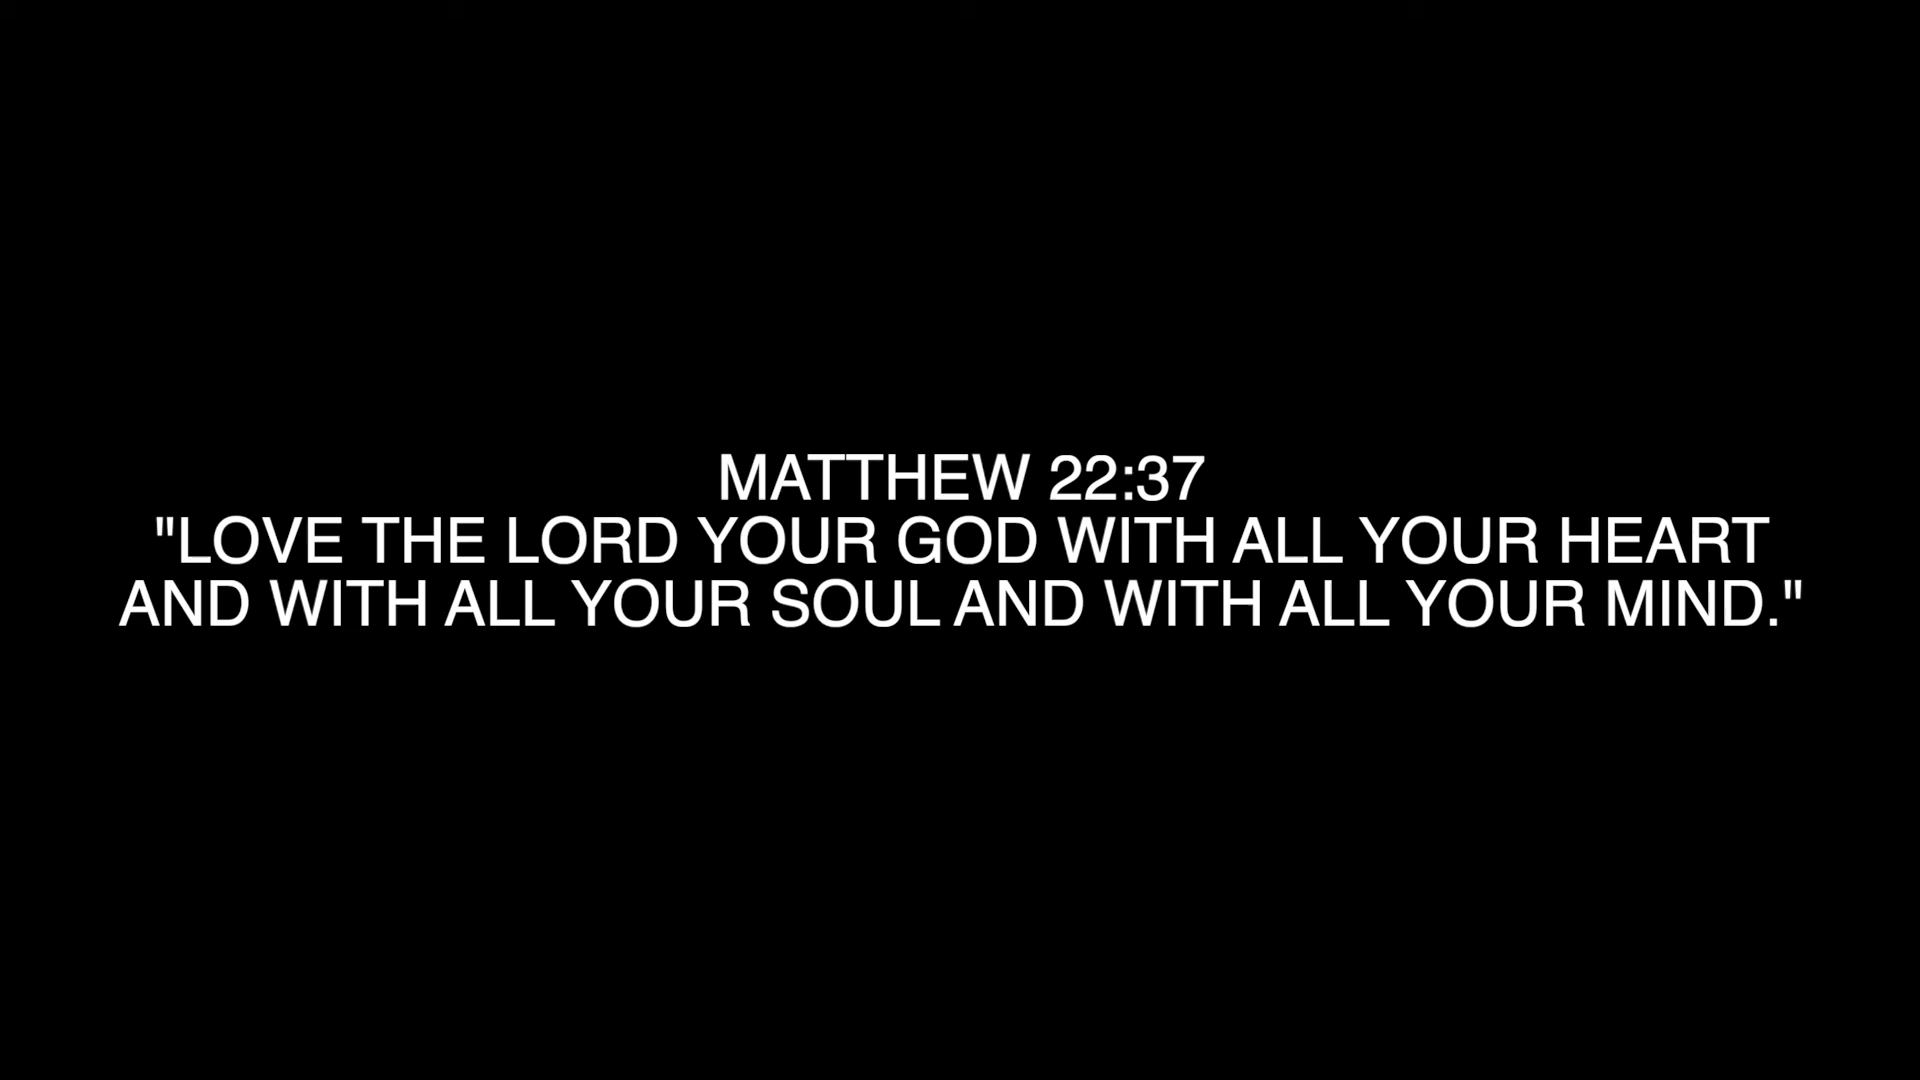 MATTHEW 22:37
"LOVE THE LORD YOUR GOD WITH ALL YOUR HEART
AND WITH ALL YOUR SOUL AND WITH ALL YOUR MIND."